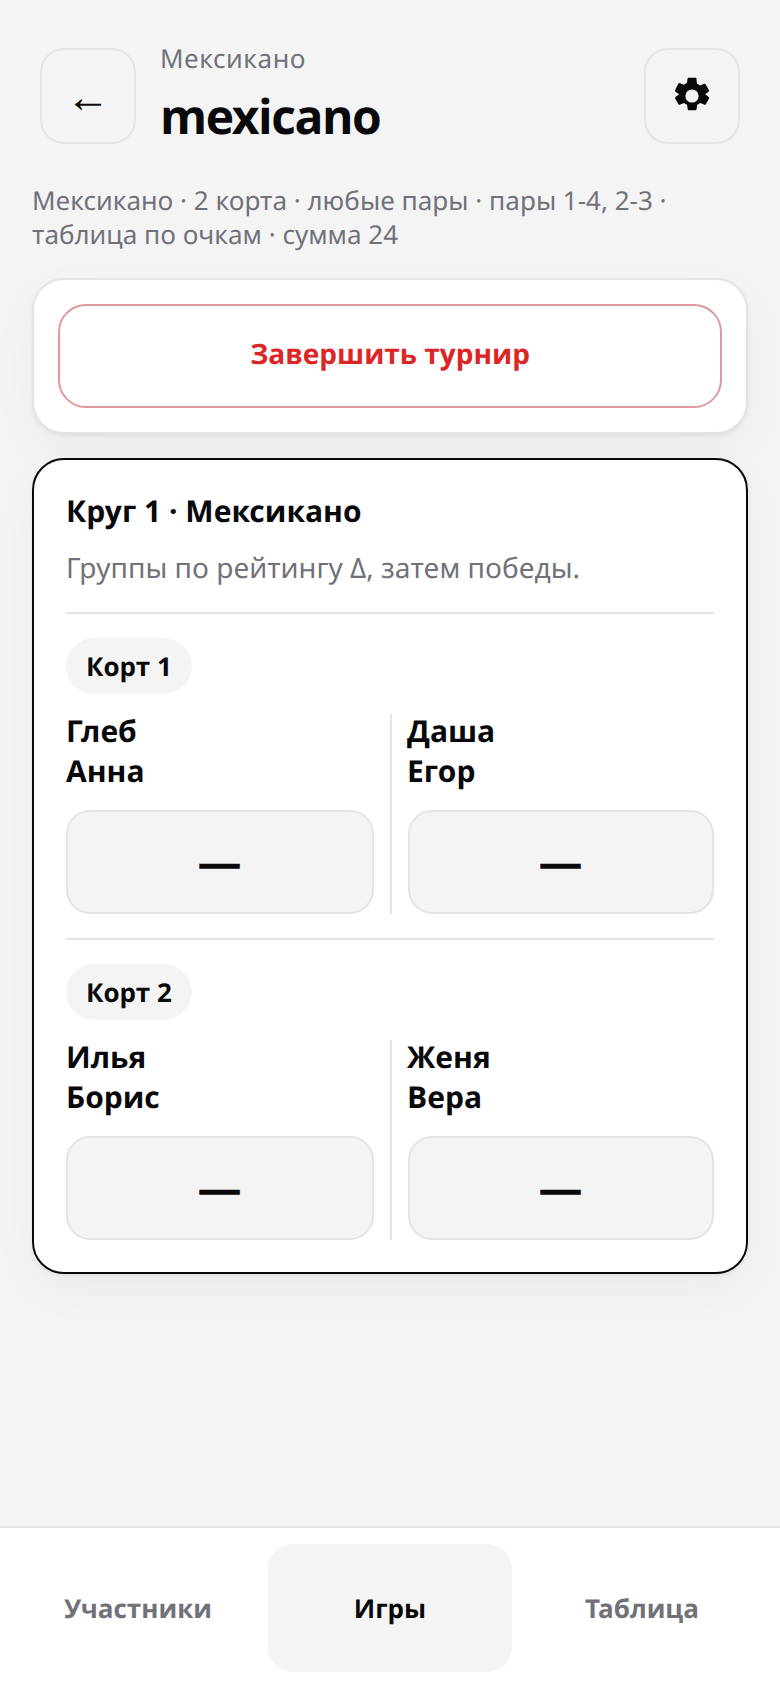 ←
Мексикано
mexicano
Мексикано · 2 корта · любые пары · пары 1-4, 2-3 ·
таблица по очкам · сумма 24
Завершить турнир
Круг 1 · Мексикано
Группы по рейтингу Δ, затем победы.
Корт 1
Глеб
Анна
Даша
Егор
—
—
Корт 2
Илья
Борис
Женя
Вера
—
—
Участники
Игры
Таблица